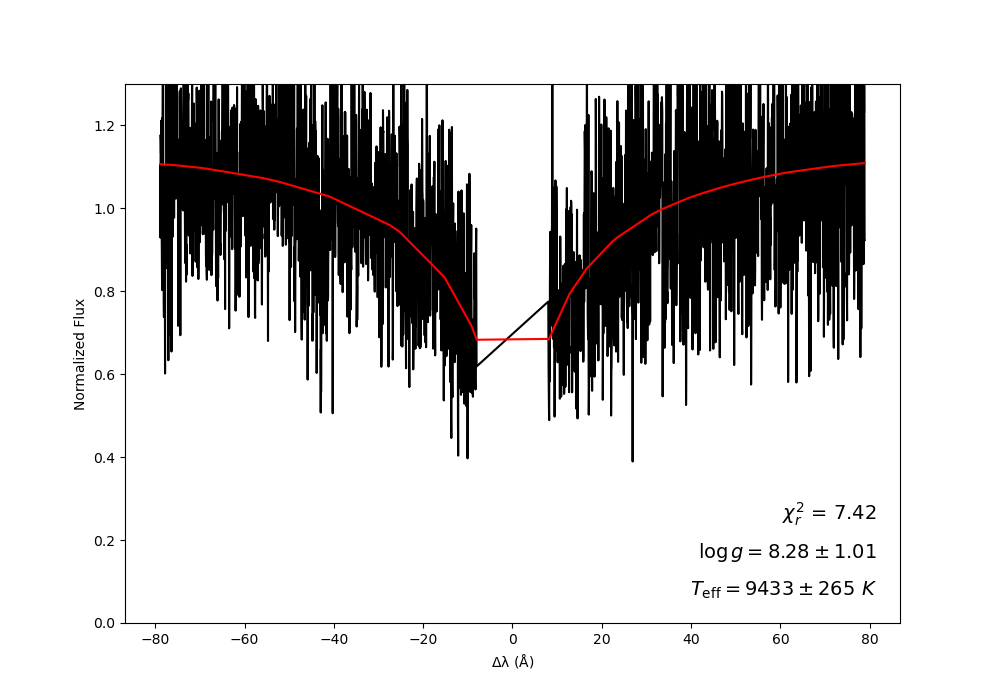 Normalized Flux
1.2
1.0
0.8
0.6
0.4
0.2
0.0
χ²ᵣ = 7.42
log g = 8.28 ± 1.01
T_eff = 9433 ± 265 K
−80 −60 −40 −20 0 20 40 60 80
Δλ (Å)